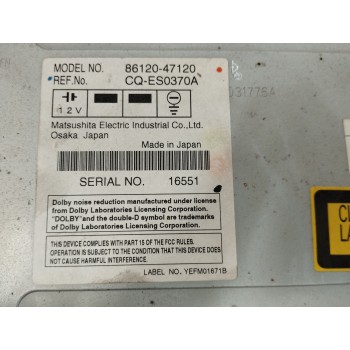 MODEL NO. 86120-47120
REF.No. CQ-ES0370A
12V
Matsushita Electric Industrial Co.,Ltd.
Osaka Japan
Made in Japan
SERIAL NO. 16551
Dolby noise reduction manufactured under license
from Dolby Laboratories Licensing Corporation.
"DOLBY"and the double-D symbol are trademarks
of Dolby Laboratories Licensing Corporation.
THIS DEVICE COMPLIES WITH PART 15 OF THE FCC RULES.
OPERATION IS SUBJECT TO THE CONDITION THAT THIS
DEVICE DOES NOT CAUSE HARMFUL INTERFERENCE.
LABEL NO. YEFM01671B